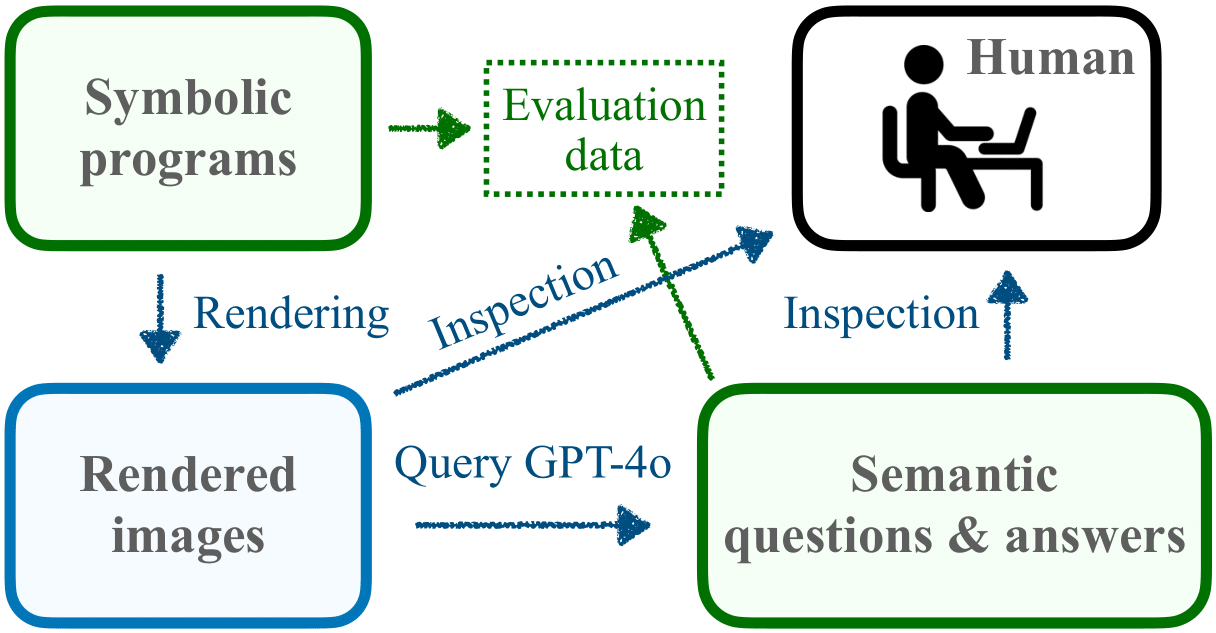 Symbolic
programs
Evaluation
data
Human
Rendering
Inspection
Inspection
Rendered
images
Query GPT-4o
Semantic
questions & answers